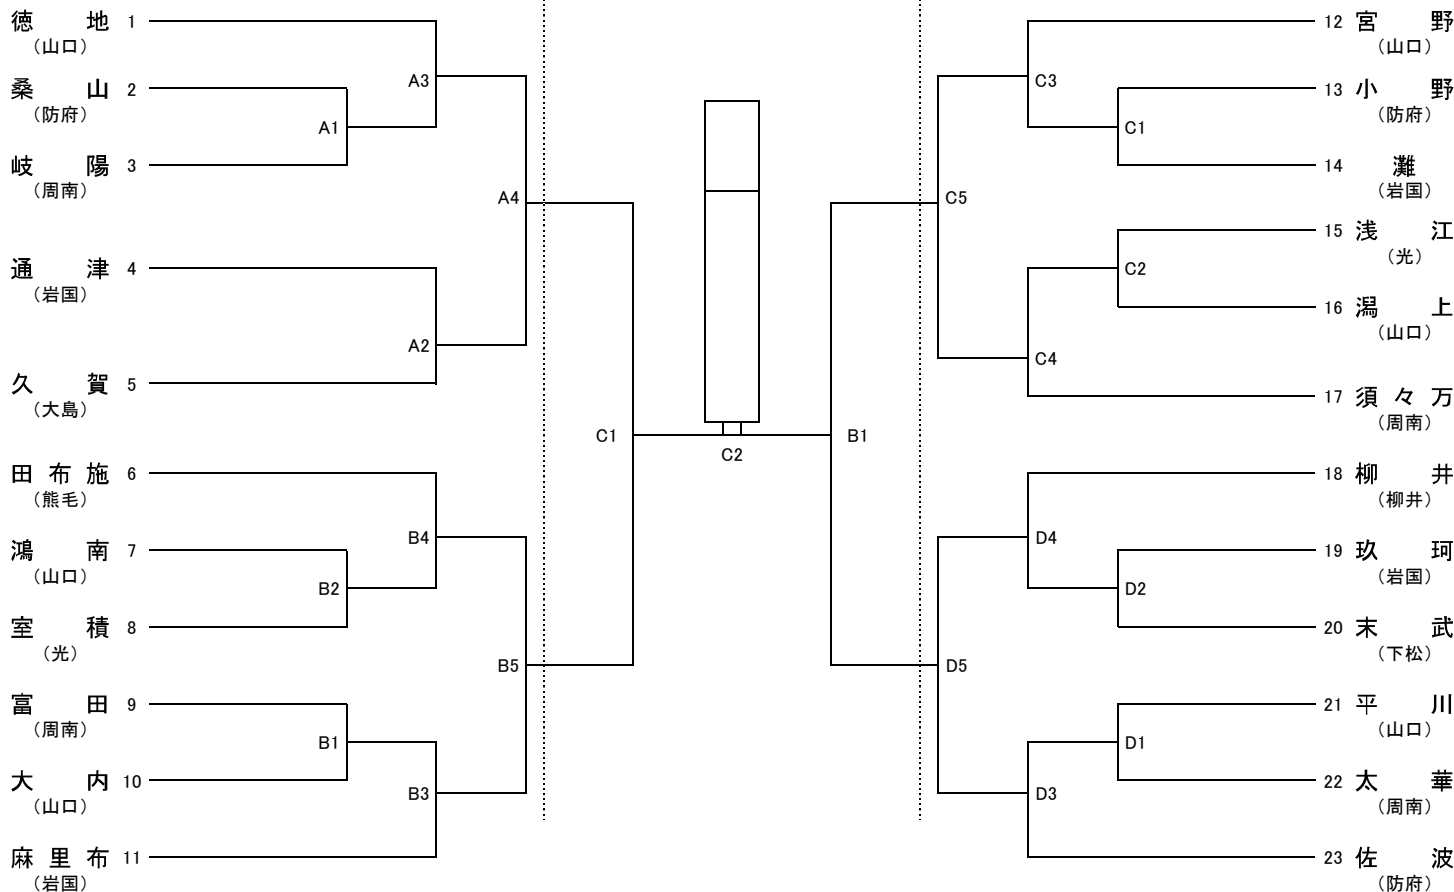 徳地 1
（山口）
桑山 2
（防府）
岐陽 3
（周南）
通津 4
（岩国）
久賀 5
（大島）
田布施 6
（熊毛）
鴻南 7
（山口）
室積 8
（光）
富田 9
（周南）
大内 10
（山口）
麻里布 11
（岩国）
A3
A1
A4
A2
B4
B2
B5
B1
B3
C1
C2
B1
C3
C1
C5
C2
C4
D4
D2
D5
D1
D3
12 宮野
（山口）
13 小野
（防府）
14 灘
（岩国）
15 浅江
（光）
16 潟上
（山口）
17 須々万
（周南）
18 柳井
（柳井）
19 玖珂
（岩国）
20 末武
（下松）
21 平川
（山口）
22 太華
（周南）
23 佐波
（防府）